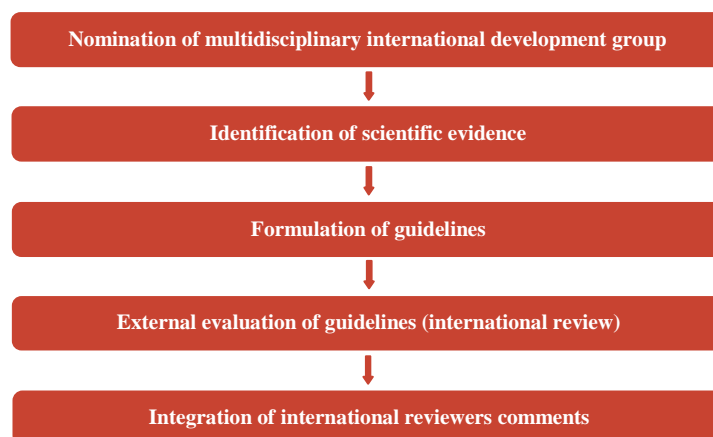 Nomination of multidisciplinary international development group
Identification of scientific evidence
Formulation of guidelines
External evaluation of guidelines (international review)
Integration of international reviewers comments